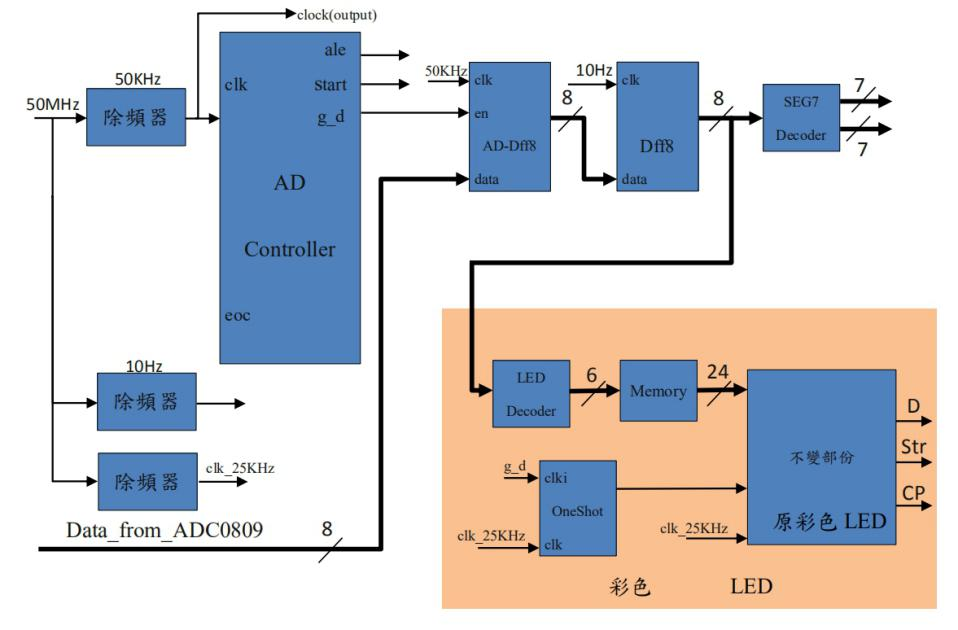 clock(output)
50MHz
50KHz
除頻器
clk
ale
start
g_d
AD
Controller
eoc
50KHz
clk
en
AD-Dff8
data
8
10Hz
clk
Dff8
data
8
SEG7
Decoder
7
7
10Hz
除頻器
除頻器
clk_25KHz
Data_from_ADC0809
8
LED
Decoder
6
Memory
24
不變部份
原彩色 LED
D
Str
CP
g_d
clki
OneShot
clk_25KHz
clk
clk_25KHz
彩色 LED